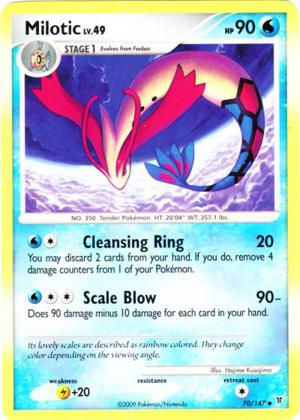 Milotic LV.49
HP 90
STAGE 1 Evolves from Feebas
NO. 350 Tender Pokémon HT: 20'04" WT: 357.1 lbs.
Cleansing Ring 20
You may discard 2 cards from your hand. If you do, remove 4
damage counters from 1 of your Pokémon.
Scale Blow 90-
Does 90 damage minus 10 damage for each card in your hand.
Its lovely scales are described as rainbow colored. They change
color depending on the viewing angle.
Illus. Hajime Kusajima
weakness resistance retreat cost
+20
70/147
©2009 Pokémon/Nintendo